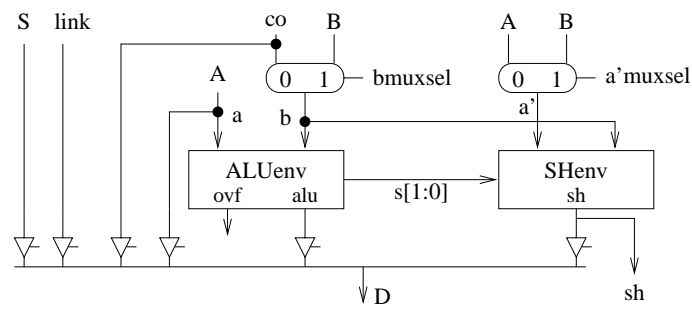 S link co B A B
0 1 bmuxsel 0 1 a'muxsel
A a b a'
ALUenv SHenv
ovf alu s[1:0] sh
D sh